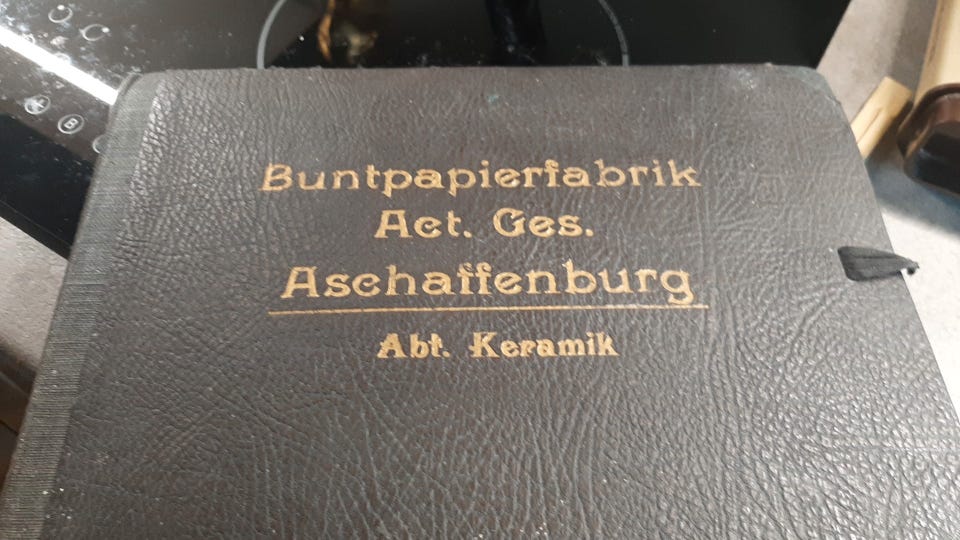 Buntpapierfabrik
Act. Ges.
Aschaffenburg
Abt. Keramik